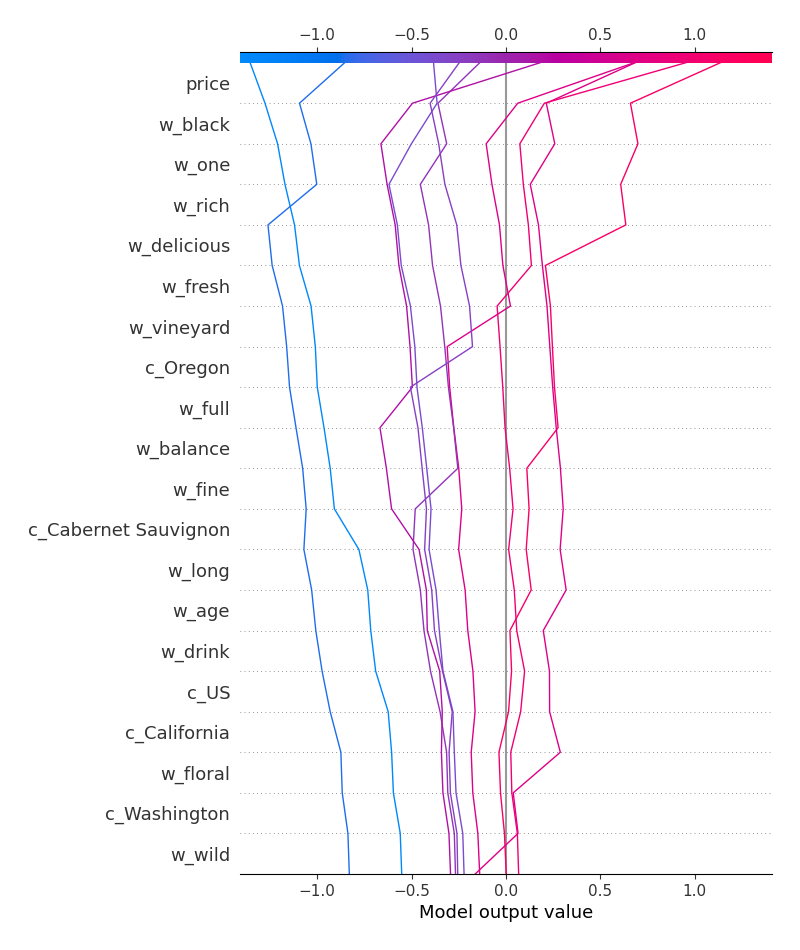 −1.0 −0.5 0.0 0.5 1.0
price
w_black
w_one
w_rich
w_delicious
w_fresh
w_vineyard
c_Oregon
w_full
w_balance
w_fine
c_Cabernet Sauvignon
w_long
w_age
w_drink
c_US
c_California
w_floral
c_Washington
w_wild
−1.0 −0.5 0.0 0.5 1.0
Model output value